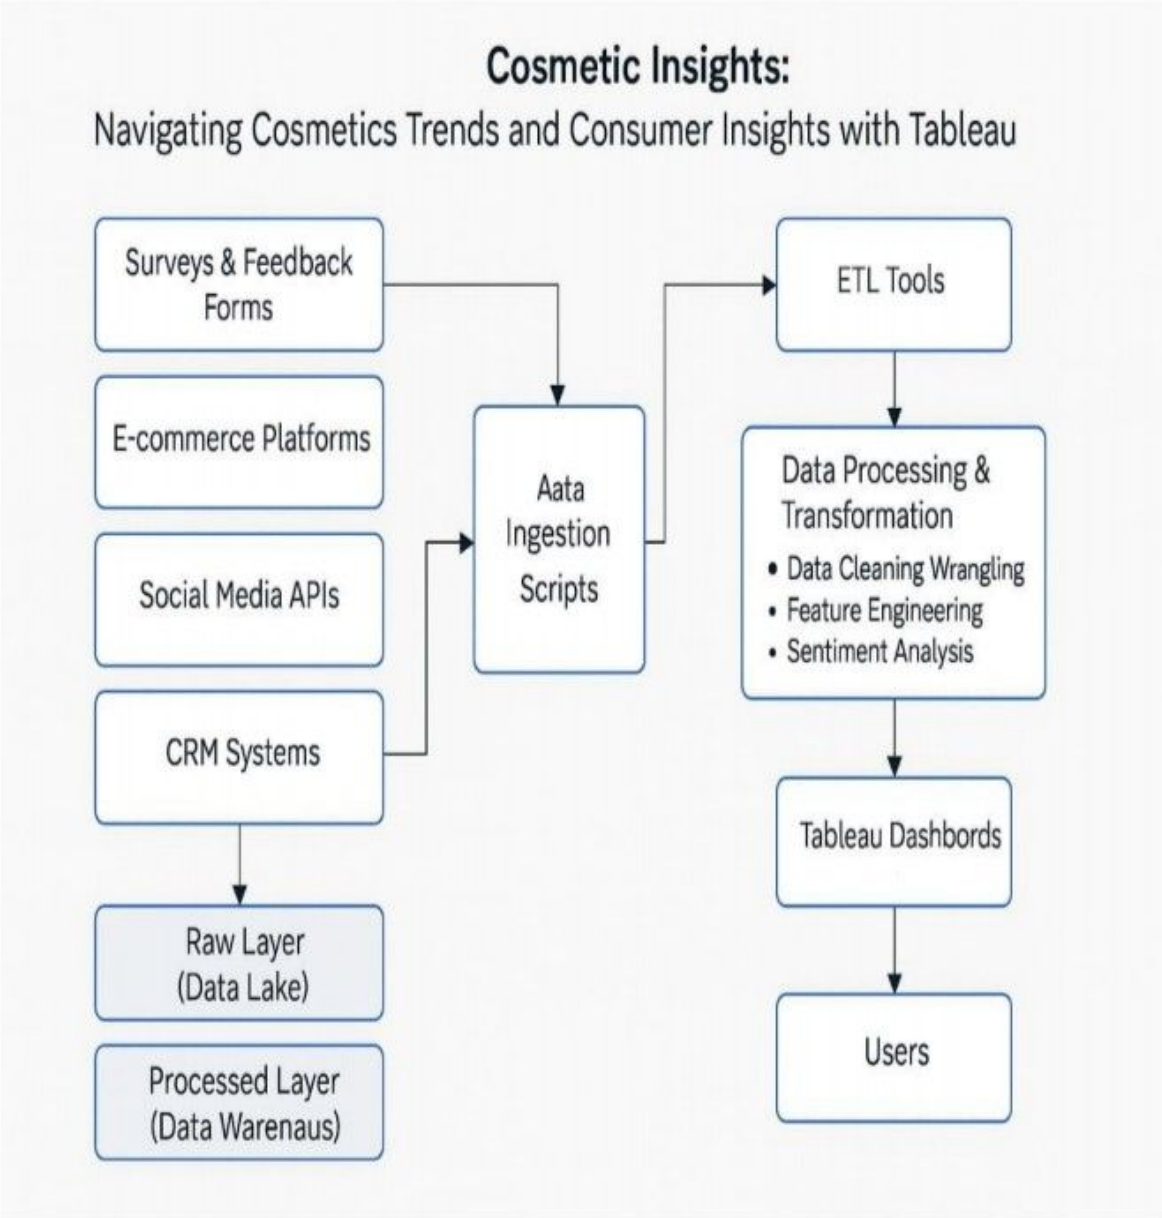 Cosmetic Insights:
Navigating Cosmetics Trends and Consumer Insights with Tableau
Surveys & Feedback
Forms
E-commerce Platforms
Social Media APIs
CRM Systems
Raw Layer
(Data Lake)
Processed Layer
(Data Warenaus)
Aata
Ingestion
Scripts
ETL Tools
Data Processing &
Transformation
• Data Cleaning Wrangling
• Feature Engineering
• Sentiment Analysis
Tableau Dashbords
Users